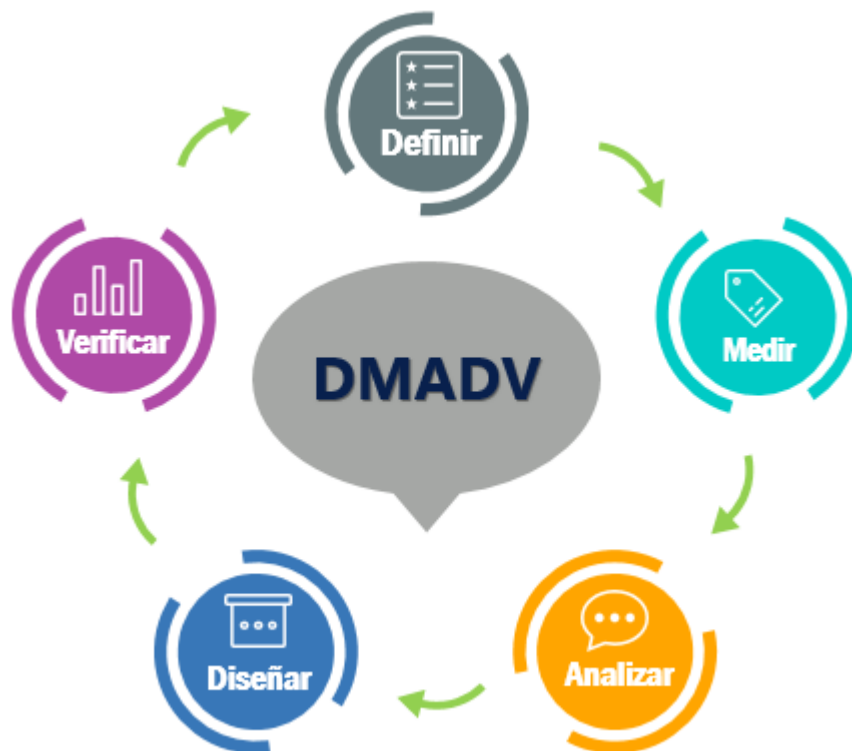 Definir
Medir
Analizar
Diseñar
Verificar
DMADV